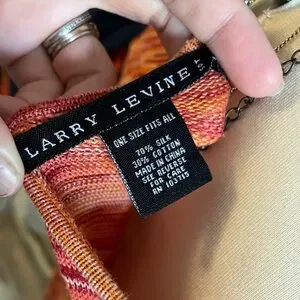 LARRY LEVINE
ONE SIZE FITS ALL
70% SILK
30% COTTON
MADE IN CHINA
SEE REVERSE
FOR CARE
RN 103715